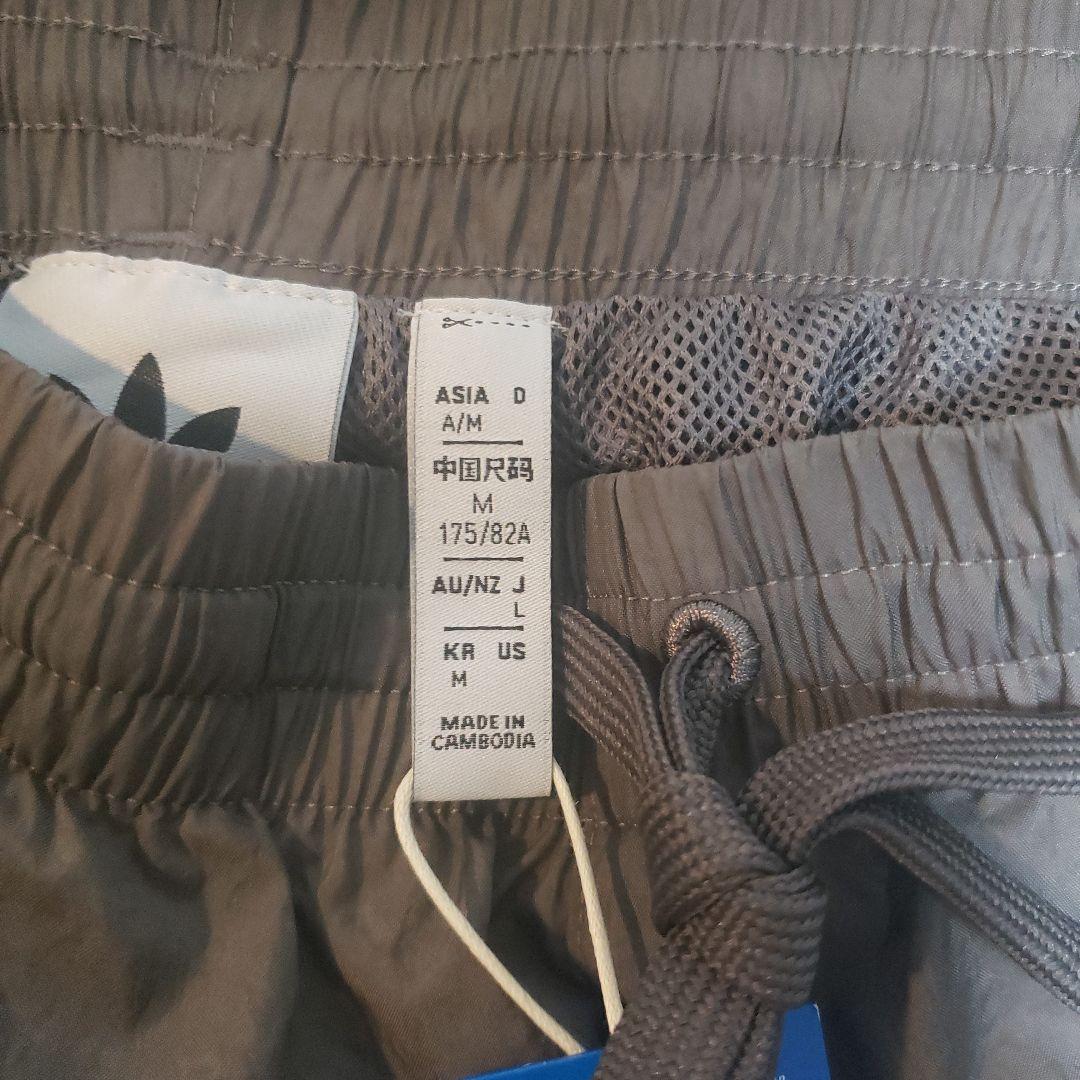 ASIA D
A/M
中国尺码
M
175/82A
AU/NZ J
L
KR US
M
MADE IN
CAMBODIA